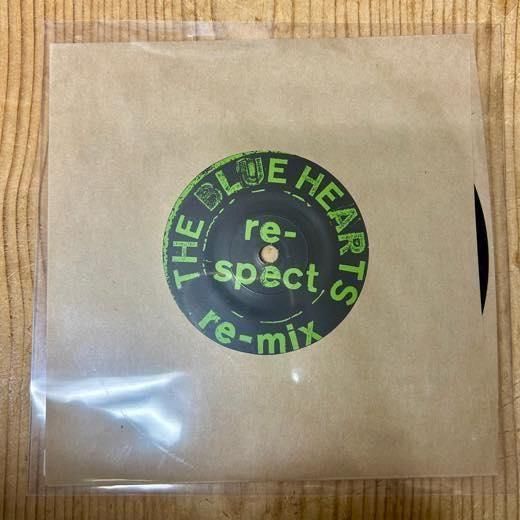 THE BLUE HEARTS
re-
spect
re-mix